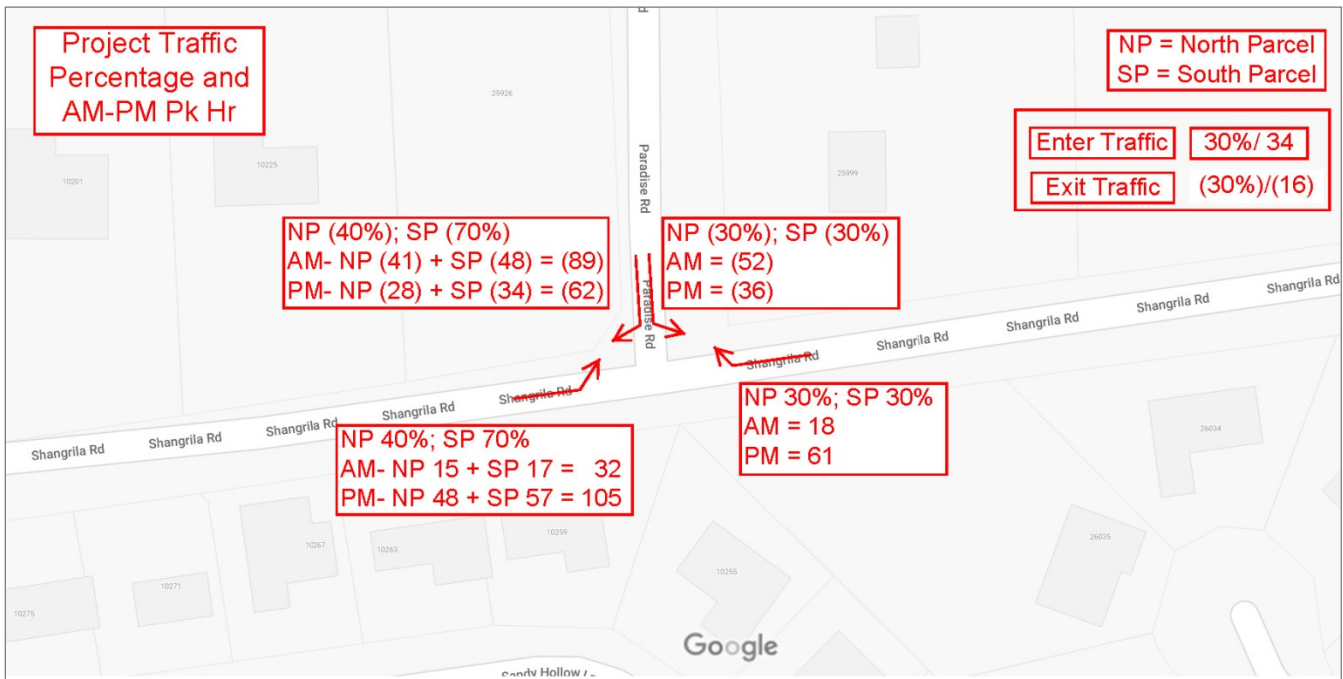 Project Traffic
Percentage and
AM-PM Pk Hr
NP = North Parcel
SP = South Parcel
Enter Traffic 30%/ 34
Exit Traffic (30%)/(16)
25926
10201
10225
25999
Paradise Rd
NP (40%); SP (70%)
AM- NP (41) + SP (48) = (89)
PM- NP (28) + SP (34) = (62)
NP (30%); SP (30%)
AM = (52)
PM = (36)
Paradise Rd
Shangrila Rd
Shangrila Rd
Shangrila Rd
Shangrila Rd
Shangrila Rd
Shangrila Rd
Shangrila Rd
Shangrila Rd
Shangrila Rd
Shangrila Rd
NP 30%; SP 30%
AM = 18
PM = 61
NP 40%; SP 70%
AM- NP 15 + SP 17 = 32
PM- NP 48 + SP 57 = 105
26034
26035
10259
10263
10267
10271
10275
10255
Google
Sandy Hollow